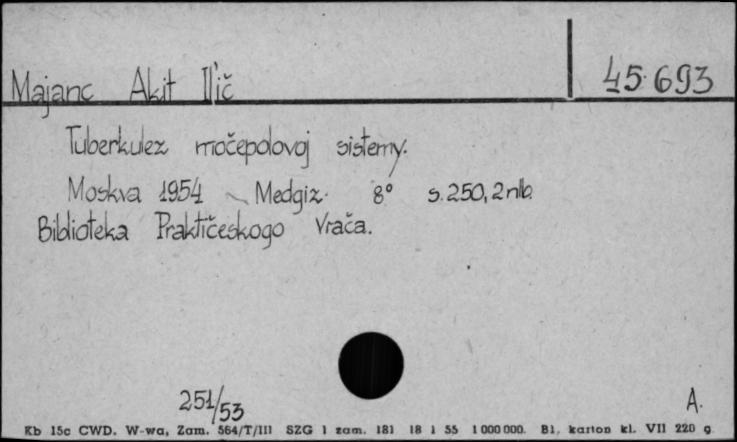 45.693
Majanc Akit Il'ič
Tuberkulez močepolovoj sistemy.
Moskva 1954 Medgiz. 8° s. 250, 2 nlb.
Biblioteka Praktičeskogo Vrača.
251/53
A.
Kb 15c CWD. W-wa, Zam. 564/T/III SZG 1 zam. 181 18 1 55 1 000 000. Bl. karton kl. VII 220 g